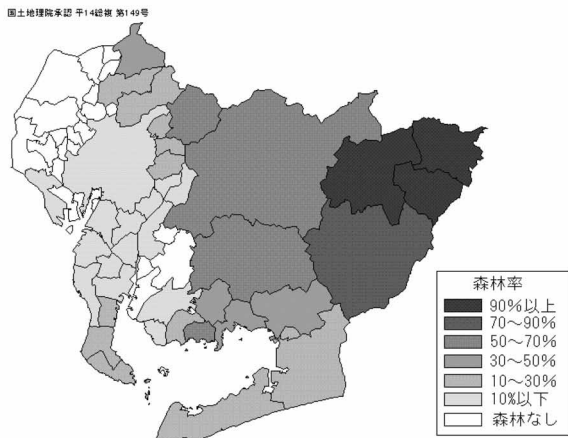 国土地理院承認 平14総複 第149号
森林率
90%以上
70～90%
50～70%
30～50%
10～30%
10%以下
森林なし